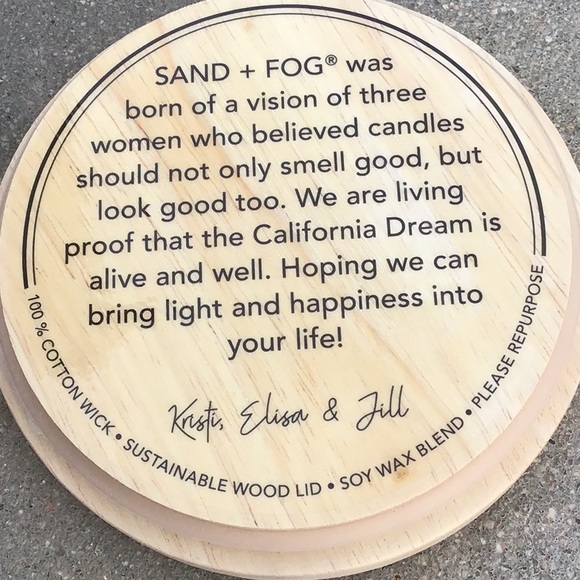 SAND + FOG® was
born of a vision of three
women who believed candles
should not only smell good, but
look good too. We are living
proof that the California Dream is
alive and well. Hoping we can
bring light and happiness into
your life!
Kristi, Elisa & Jill
100 % COTTON WICK • SUSTAINABLE WOOD LID • SOY WAX BLEND • PLEASE REPURPOSE